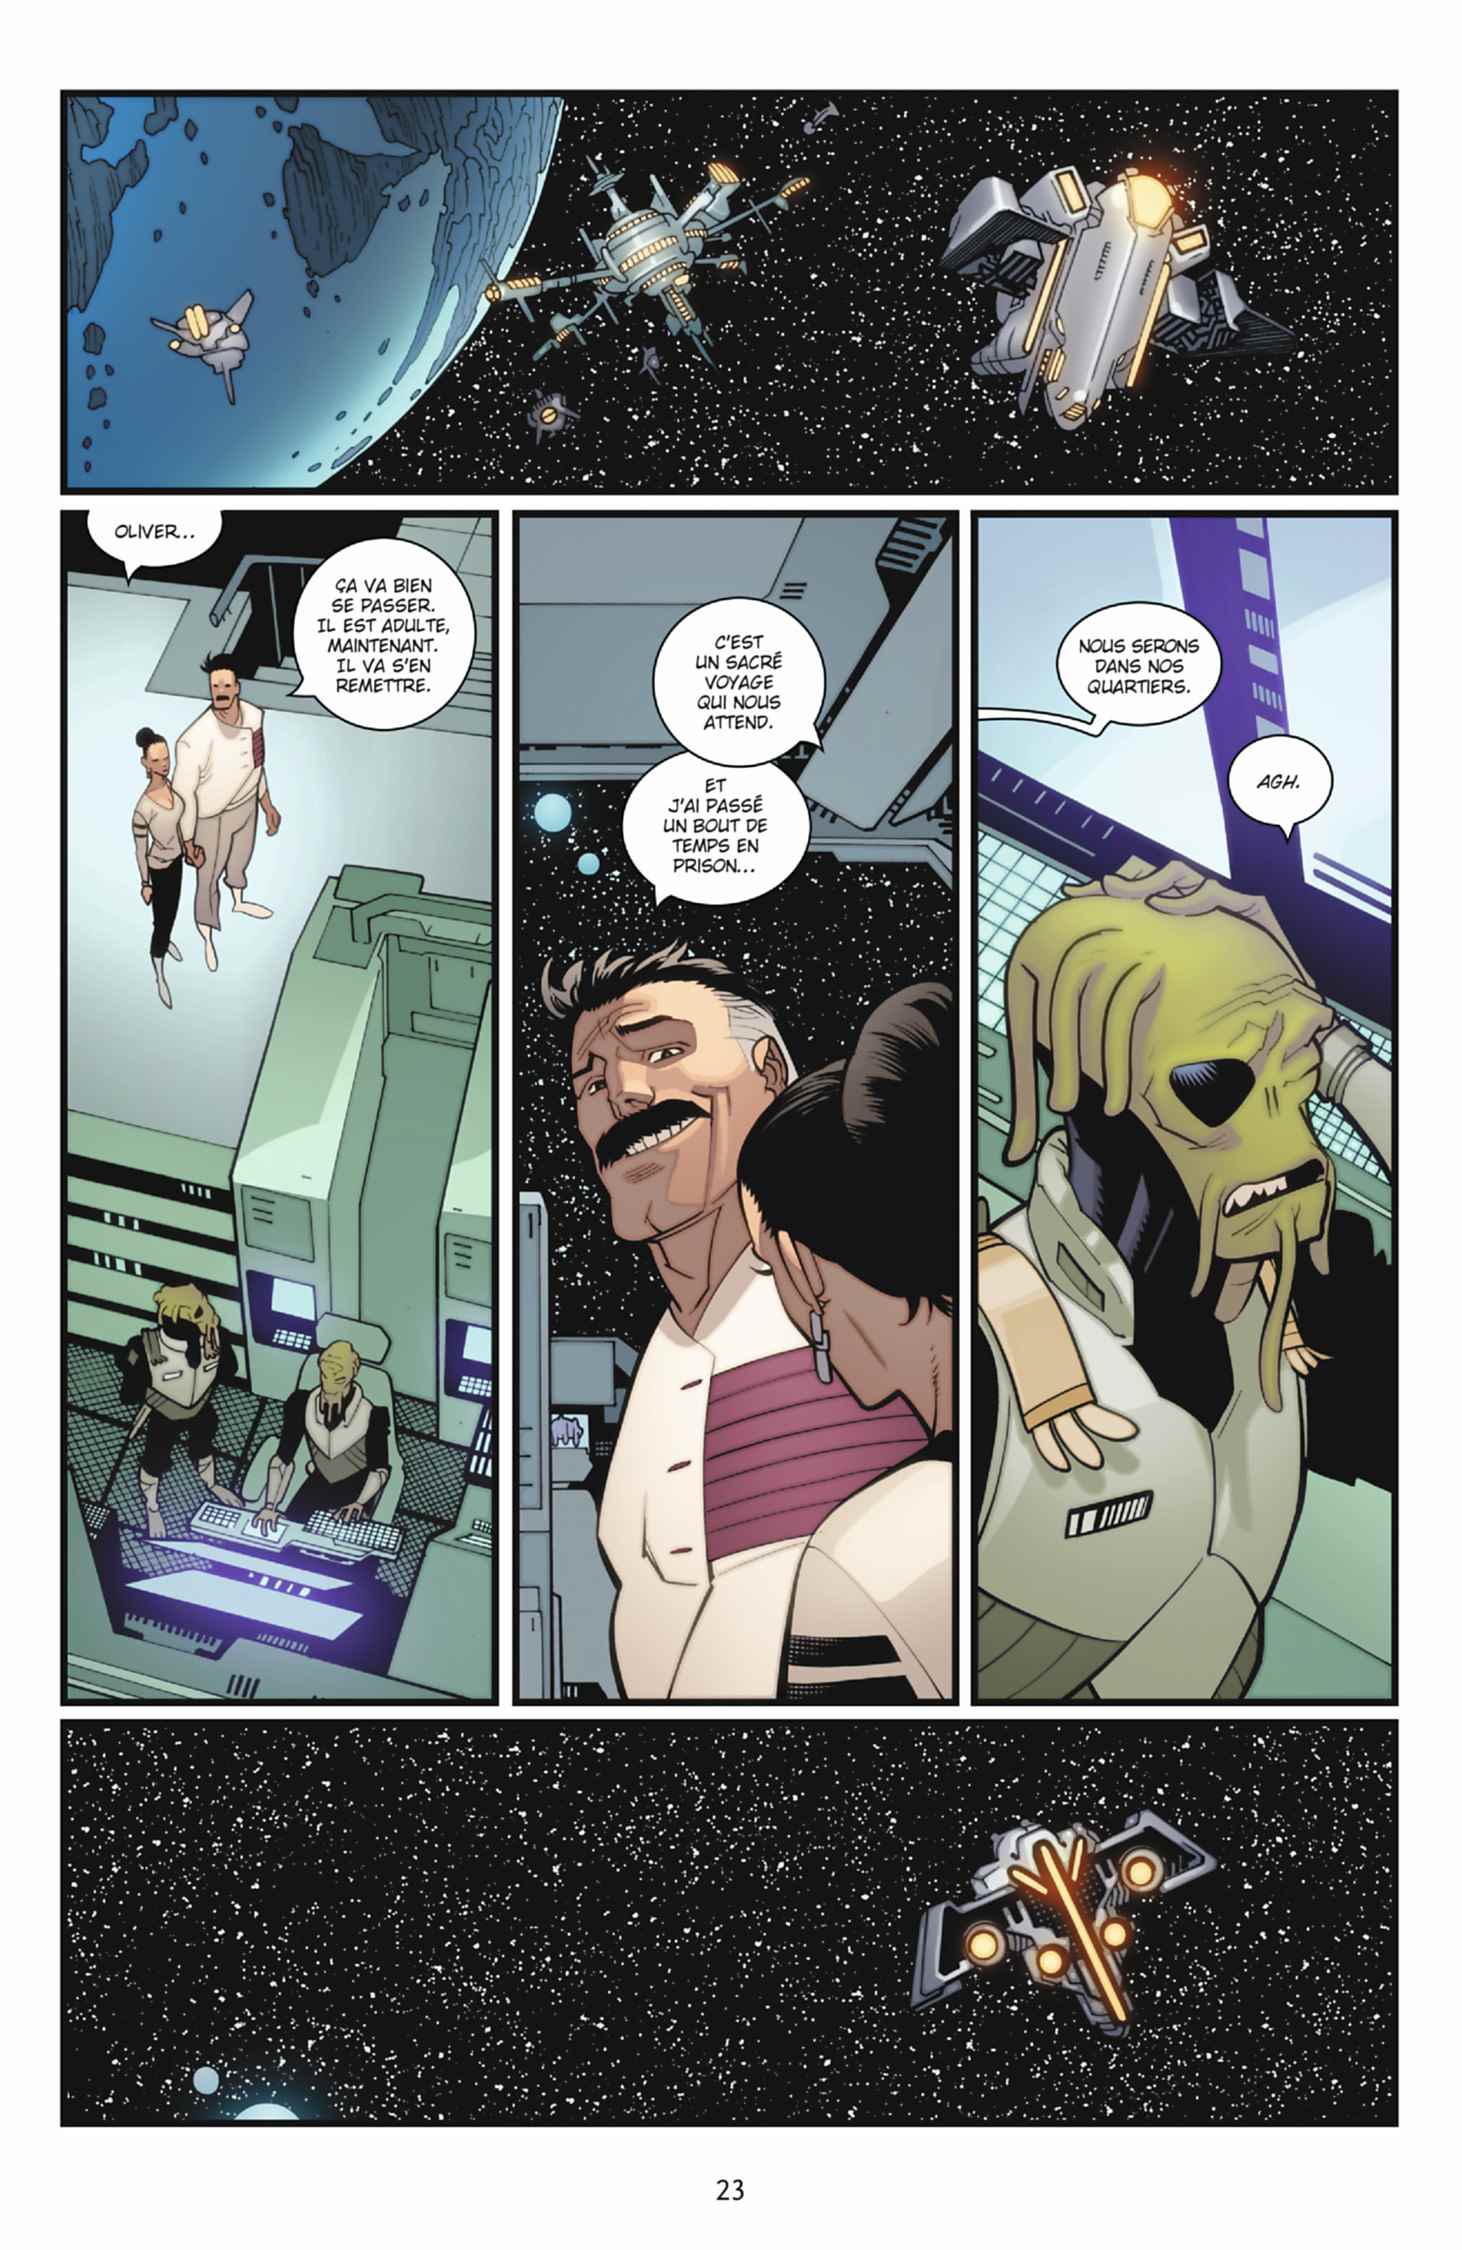 OLIVER...
ÇA VA BIEN
SE PASSER.
IL EST ADULTE,
MAINTENANT.
IL VA S'EN
REMETTRE.
C'EST
UN SACRÉ
VOYAGE
QUI NOUS
ATTEND.
ET
J'AI PASSÉ
UN BOUT DE
TEMPS EN
PRISON...
NOUS SERONS
DANS NOS
QUARTIERS.
AGH.
23